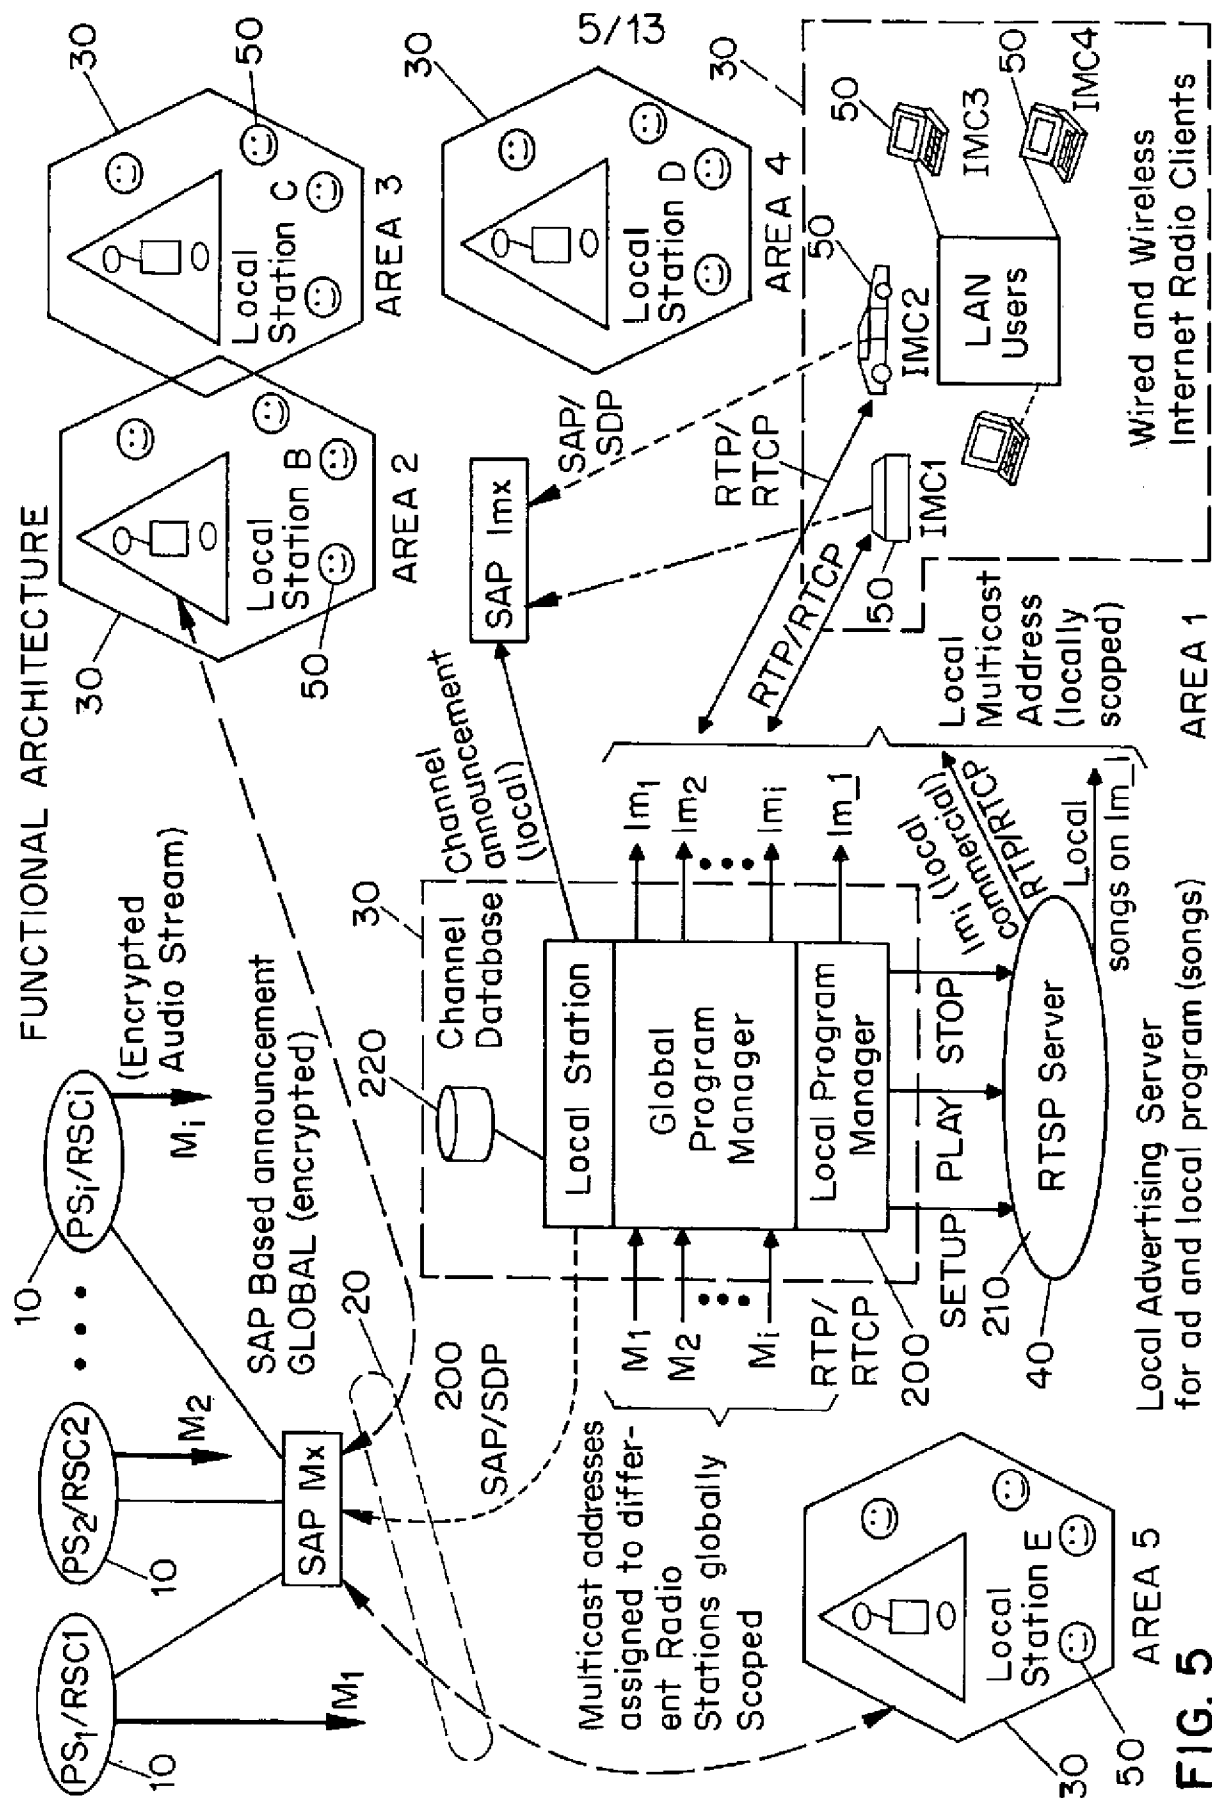 5/13
FUNCTIONAL ARCHITECTURE
PS1/RSC1
10
M1
PS2/RSC2
10
M2
PSi/RSCi
10
Mi
(Encrypted
Audio Stream)
SAP Mx
SAP Based announcement
GLOBAL (encrypted)
20
200
SAP/SDP
30
Local
Station B
50
AREA 2
30
50
Local
Station C
AREA 3
30
Local
Station D
AREA 4
220
Channel
Database
30
Channel
announcement
(local)
SAP Imx
SAP/
SDP
Local Station
Global
Program
Manager
Local Program
Manager
M1
M2
Mi
RTP/
RTCP
200
Im1
Im2
Imi
Im_1
Multicast addresses
assigned to differ-
ent Radio
Stations globally
Scoped
SETUP
PLAY
STOP
210
RTSP Server
40
Imi (local
commercial)
RTP/RTCP
Local
songs on Im_l
Local Advertising Server
for ad and local program (songs)
RTP/
RTCP
RTP/RTCP
Local
Multicast
Address
(locally
scoped)
AREA 1
30
50
IMC1
50
IMC2
50
IMC3
50
IMC4
LAN
Users
Wired and Wireless
Internet Radio Clients
Local
Station E
AREA 5
30
50
FIG. 5